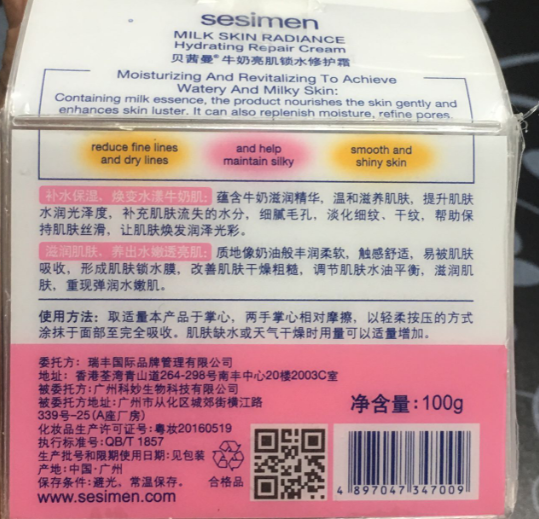 sesimen
MILK SKIN RADIANCE
Hydrating Repair Cream
贝茜曼®牛奶亮肌锁水修护霜
Moisturizing And Revitalizing To Achieve
Watery And Milky Skin:
Containing milk essence, the product nourishes the skin gently and
enhances skin luster. It can also replenish moisture, refine pores
reduce fine lines
and dry lines
and help
maintain silky
smooth and
shiny skin
补水保湿、焕变水漾牛奶肌：蕴含牛奶滋润精华，温和滋养肌肤，提升肌肤
水润光泽度，补充肌肤流失的水分，细腻毛孔，淡化细纹、干纹，帮助保
持肌肤丝滑，让肌肤焕发润泽光彩。
滋润肌肤、养出水嫩透亮肌：质地像奶油般丰润柔软，触感舒适，易被肌肤
吸收，形成肌肤锁水膜，改善肌肤干燥粗糙，调节肌肤水油平衡，滋润肌
肤，重现弹润水嫩肌。
使用方法：取适量本产品于掌心，两手掌心相对摩擦，以轻柔按压的方式
涂抹于面部至完全吸收。肌肤缺水或天气干燥时用量可以适量增加。
委托方：瑞丰国际品牌管理有限公司
地址：香港荃湾青山道264-298号南丰中心20楼2003C室
被委托方：广州科妙生物科技有限公司
被委托方地址：广州市从化区城郊街横江路
339号-25(A座厂房)
化妆品生产许可证号：粤妆20160519
执行标准号：QB/T 1857
生产批号和限期使用日期：见包装
产地：中国·广州
保存条件：避光，常温保存。
www.sesimen.com
合格品
净含量：100g
4 897047 347009